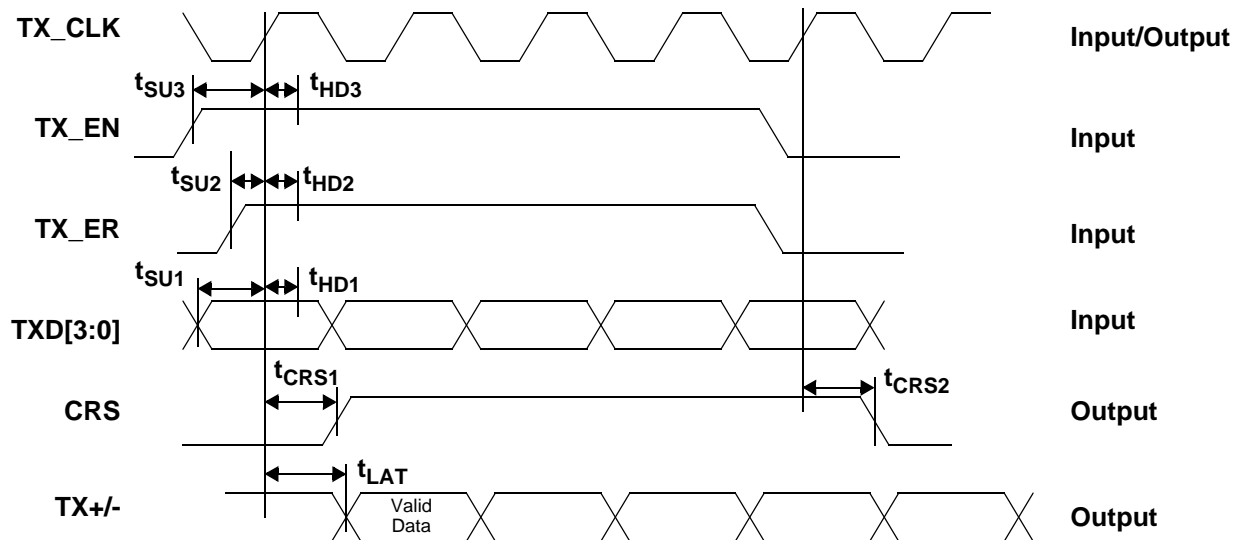 TX_CLK
Input/Output
tSU3
tHD3
TX_EN
Input
tSU2
tHD2
TX_ER
Input
tSU1
tHD1
TXD[3:0]
Input
tCRS1
tCRS2
CRS
Output
tLAT
TX+/-
Valid
Data
Output